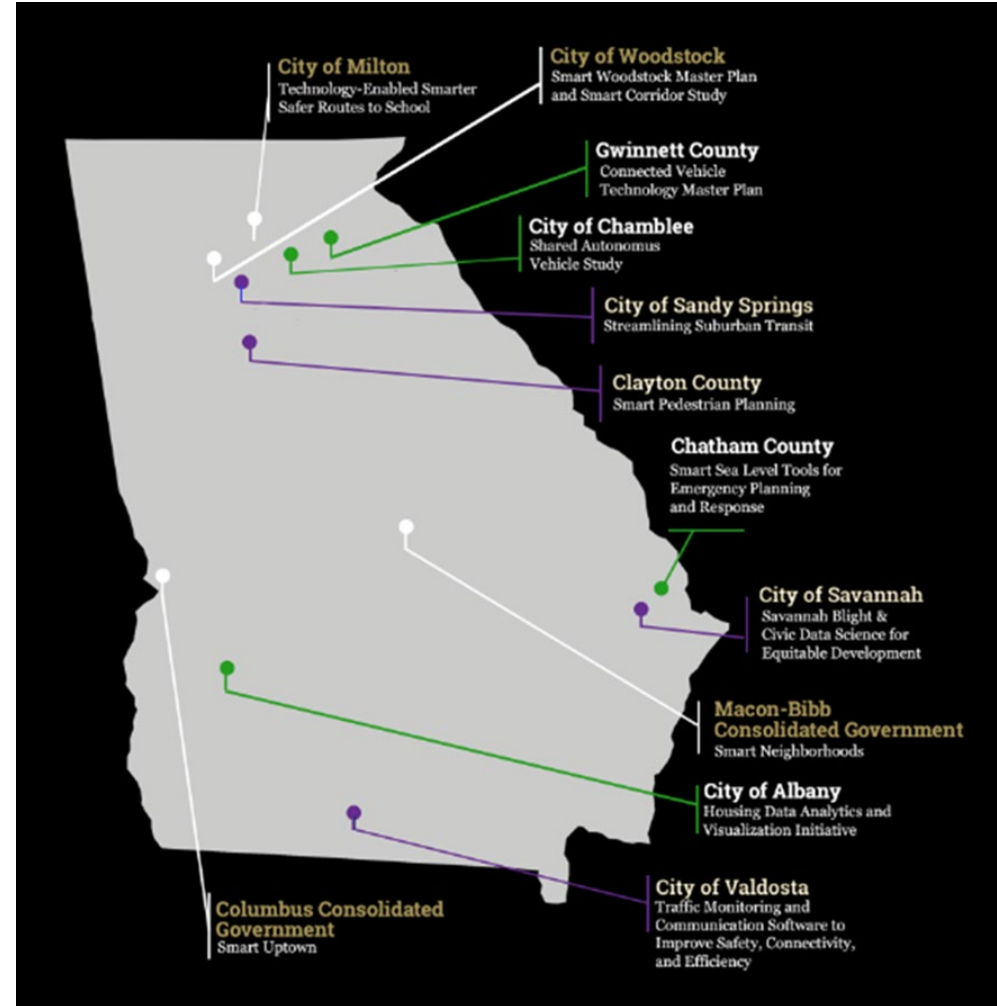 City of Milton
Technology-Enabled Smarter
Safer Routes to School
City of Woodstock
Smart Woodstock Master Plan
and Smart Corridor Study
Gwinnett County
Connected Vehicle
Technology Master Plan
City of Chamblee
Shared Autonomus
Vehicle Study
City of Sandy Springs
Streamlining Suburban Transit
Clayton County
Smart Pedestrian Planning
Chatham County
Smart Sea Level Tools for
Emergency Planning
and Response
City of Savannah
Savannah Blight &
Civic Data Science for
Equitable Development
Macon-Bibb
Consolidated Government
Smart Neighborhoods
City of Albany
Housing Data Analytics and
Visualization Initiative
City of Valdosta
Traffic Monitoring and
Communication Software to
Improve Safety, Connectivity,
and Efficiency
Columbus Consolidated
Government
Smart Uptown